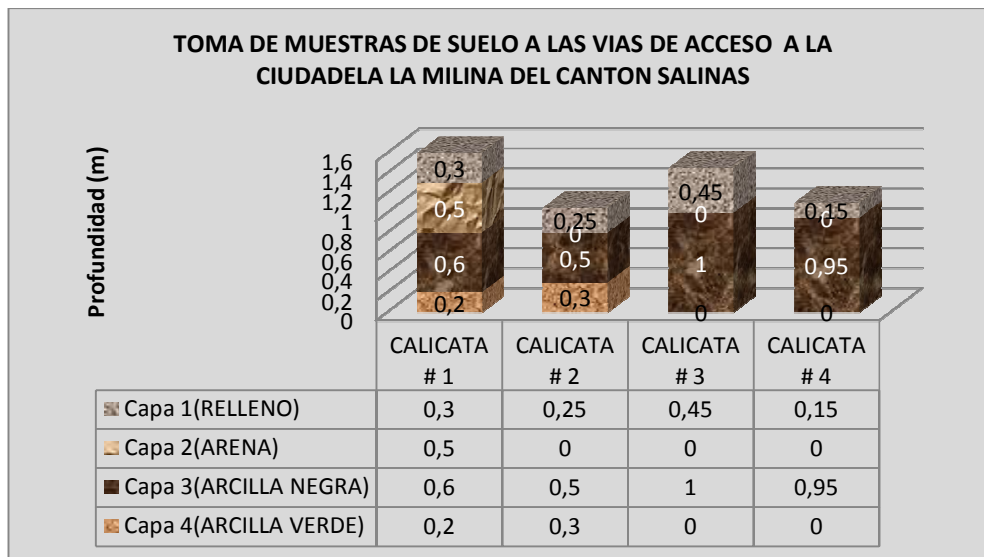 TOMA DE MUESTRAS DE SUELO A LAS VIAS DE ACCESO A LA
CIUDADELA LA MILINA DEL CANTON SALINAS
Profundidad (m)
1,6
1,4
1,2
1
0,8
0,6
0,4
0,2
0
0,3
0,5
0,6
0,2
0,25
0
0,5
0,3
0,45
0
1
0
0,15
0
0,95
0
CALICATA # 1
CALICATA # 2
CALICATA # 3
CALICATA # 4
Capa 1(RELLENO) 0,3 0,25 0,45 0,15
Capa 2(ARENA) 0,5 0 0 0
Capa 3(ARCILLA NEGRA) 0,6 0,5 1 0,95
Capa 4(ARCILLA VERDE) 0,2 0,3 0 0